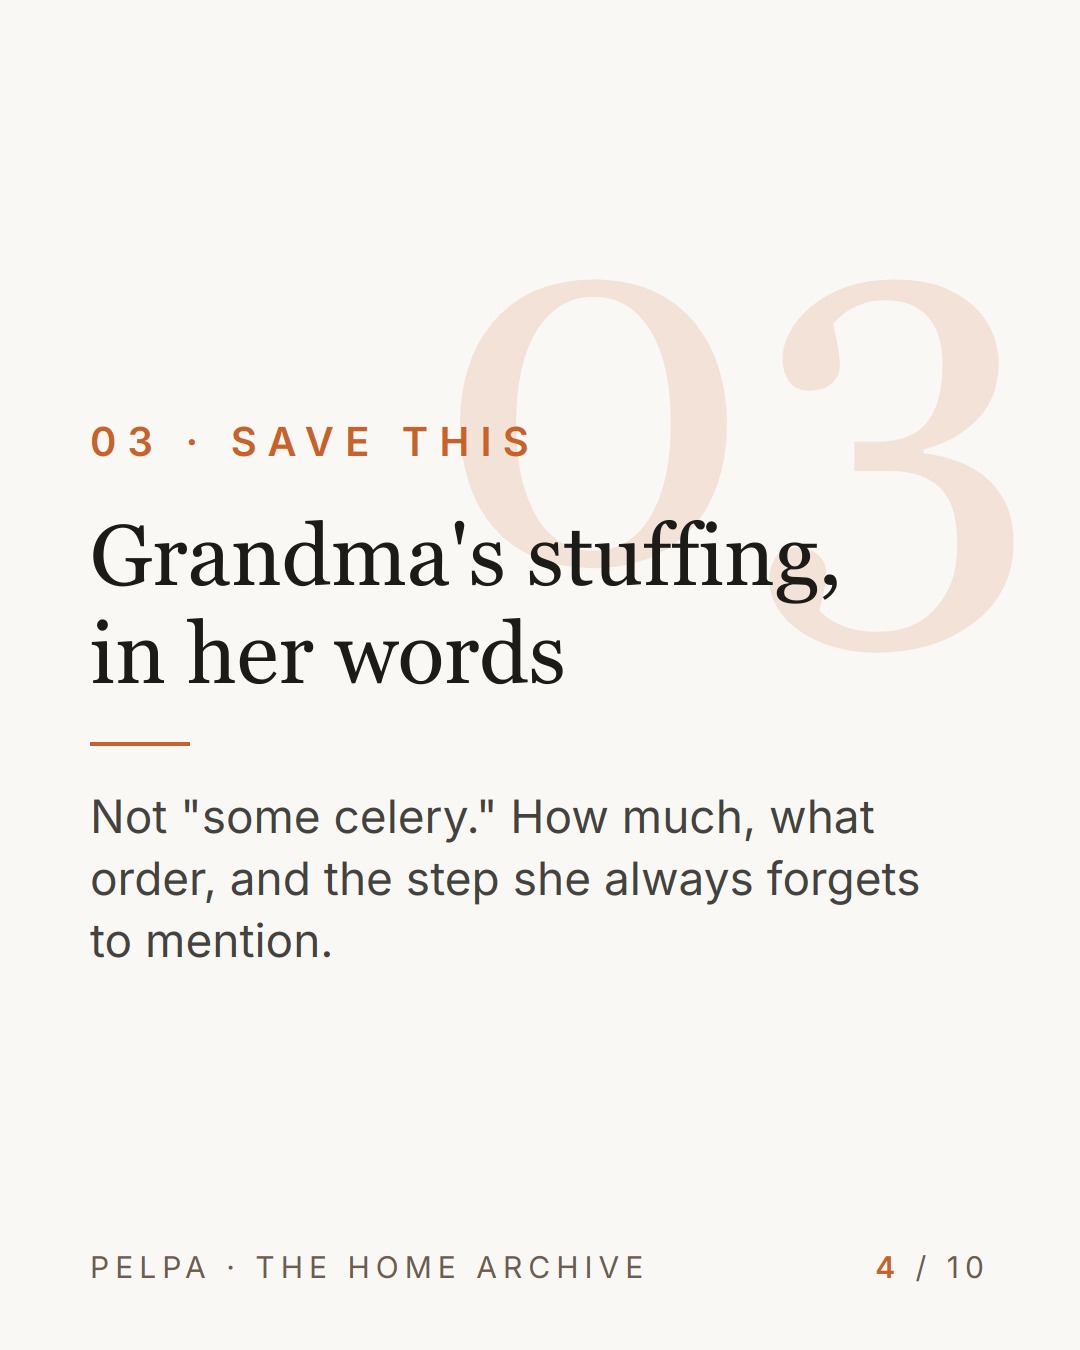 03
03 · SAVE THIS
Grandma's stuffing,
in her words
Not "some celery." How much, what
order, and the step she always forgets
to mention.
PELPA · THE HOME ARCHIVE
4 / 10